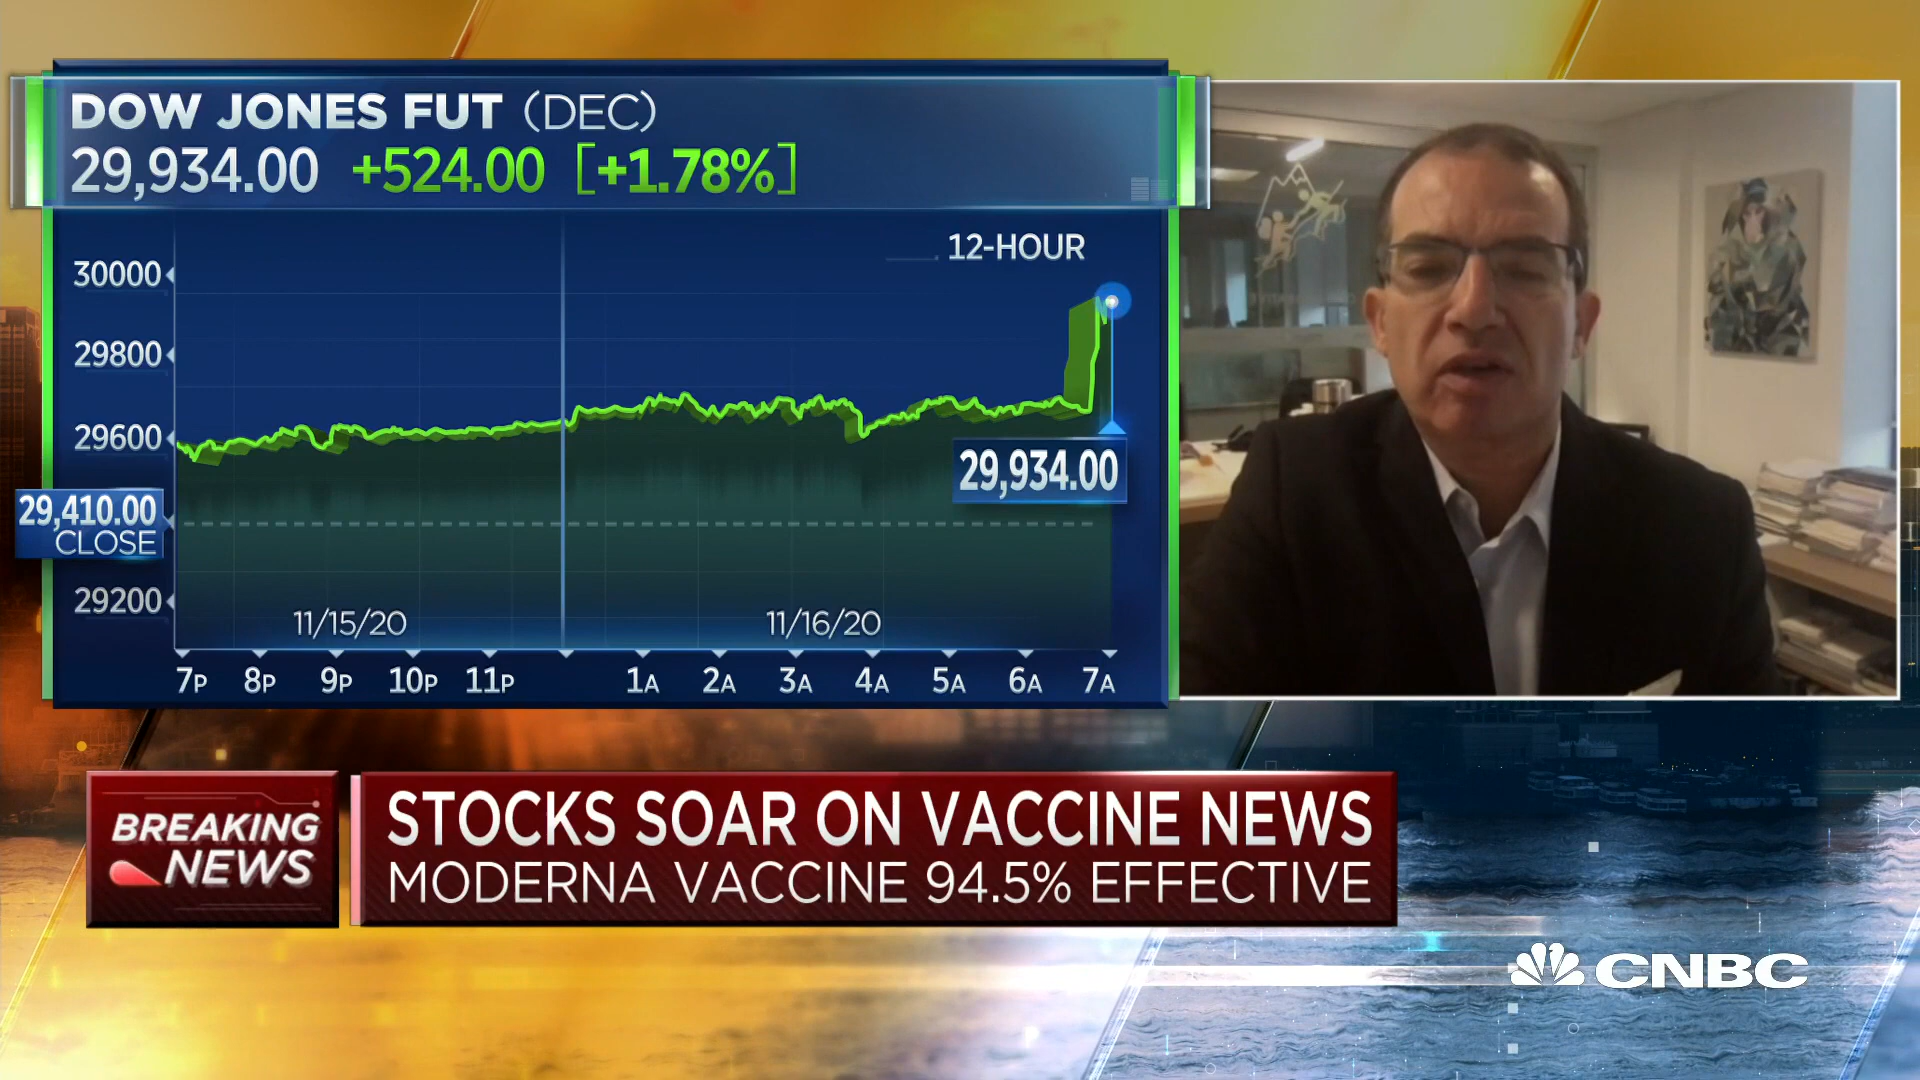 DOW JONES FUT (DEC)
29,934.00 +524.00 [+1.78%]
12-HOUR
30000
29800
29600
29,410.00
CLOSE
29200
29,934.00
11/15/20 11/16/20
7P 8P 9P 10P 11P 1A 2A 3A 4A 5A 6A 7A
BREAKING
NEWS
STOCKS SOAR ON VACCINE NEWS
MODERNA VACCINE 94.5% EFFECTIVE
CNBC